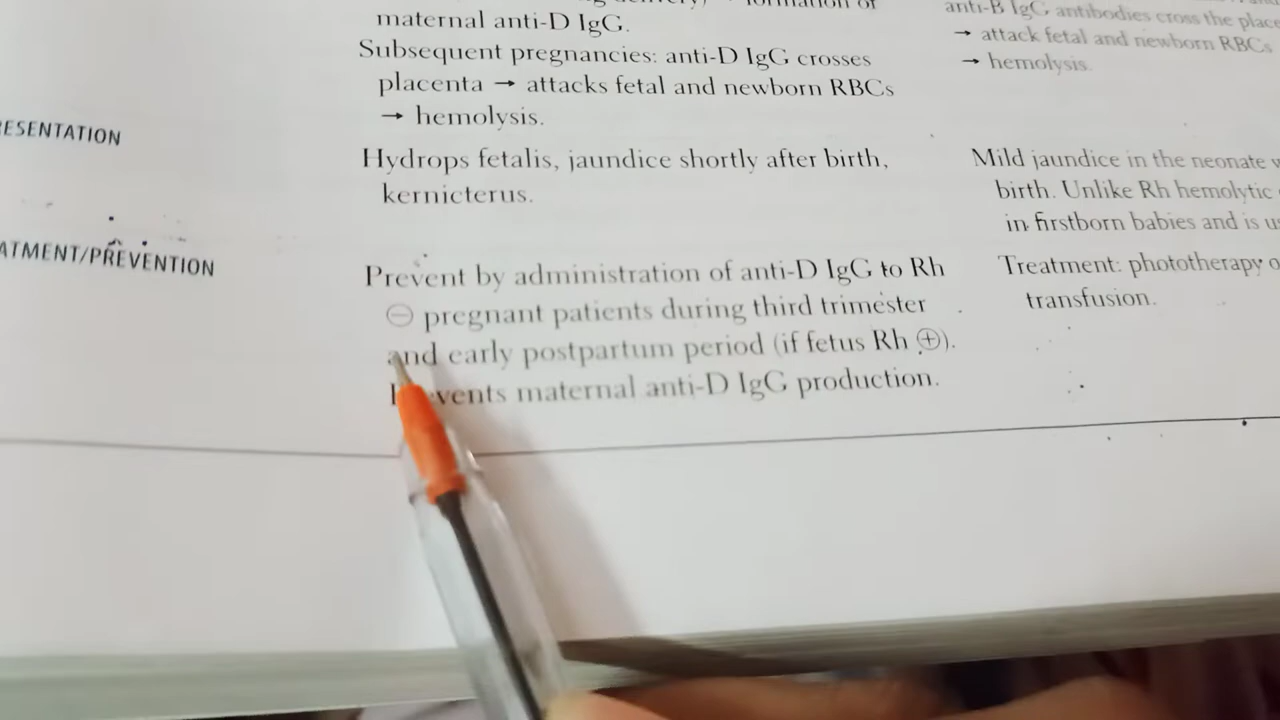 formation of
maternal anti-D IgG.
Subsequent pregnancies: anti-D IgG crosses
placenta → attacks fetal and newborn RBCs
→ hemolysis.
anti-B IgG antibodies cross the place
→ attack fetal and newborn RBCs
→ hemolysis.
ESENTATION
Hydrops fetalis, jaundice shortly after birth,
kernicterus.
Mild jaundice in the neonate w
birth. Unlike Rh hemolytic
in firstborn babies and is us
ATMENT/PREVENTION
Prevent by administration of anti-D IgG to Rh
⊖ pregnant patients during third trimester
and early postpartum period (if fetus Rh ⊕).
vents maternal anti-D IgG production.
Treatment: phototherapy o
transfusion.